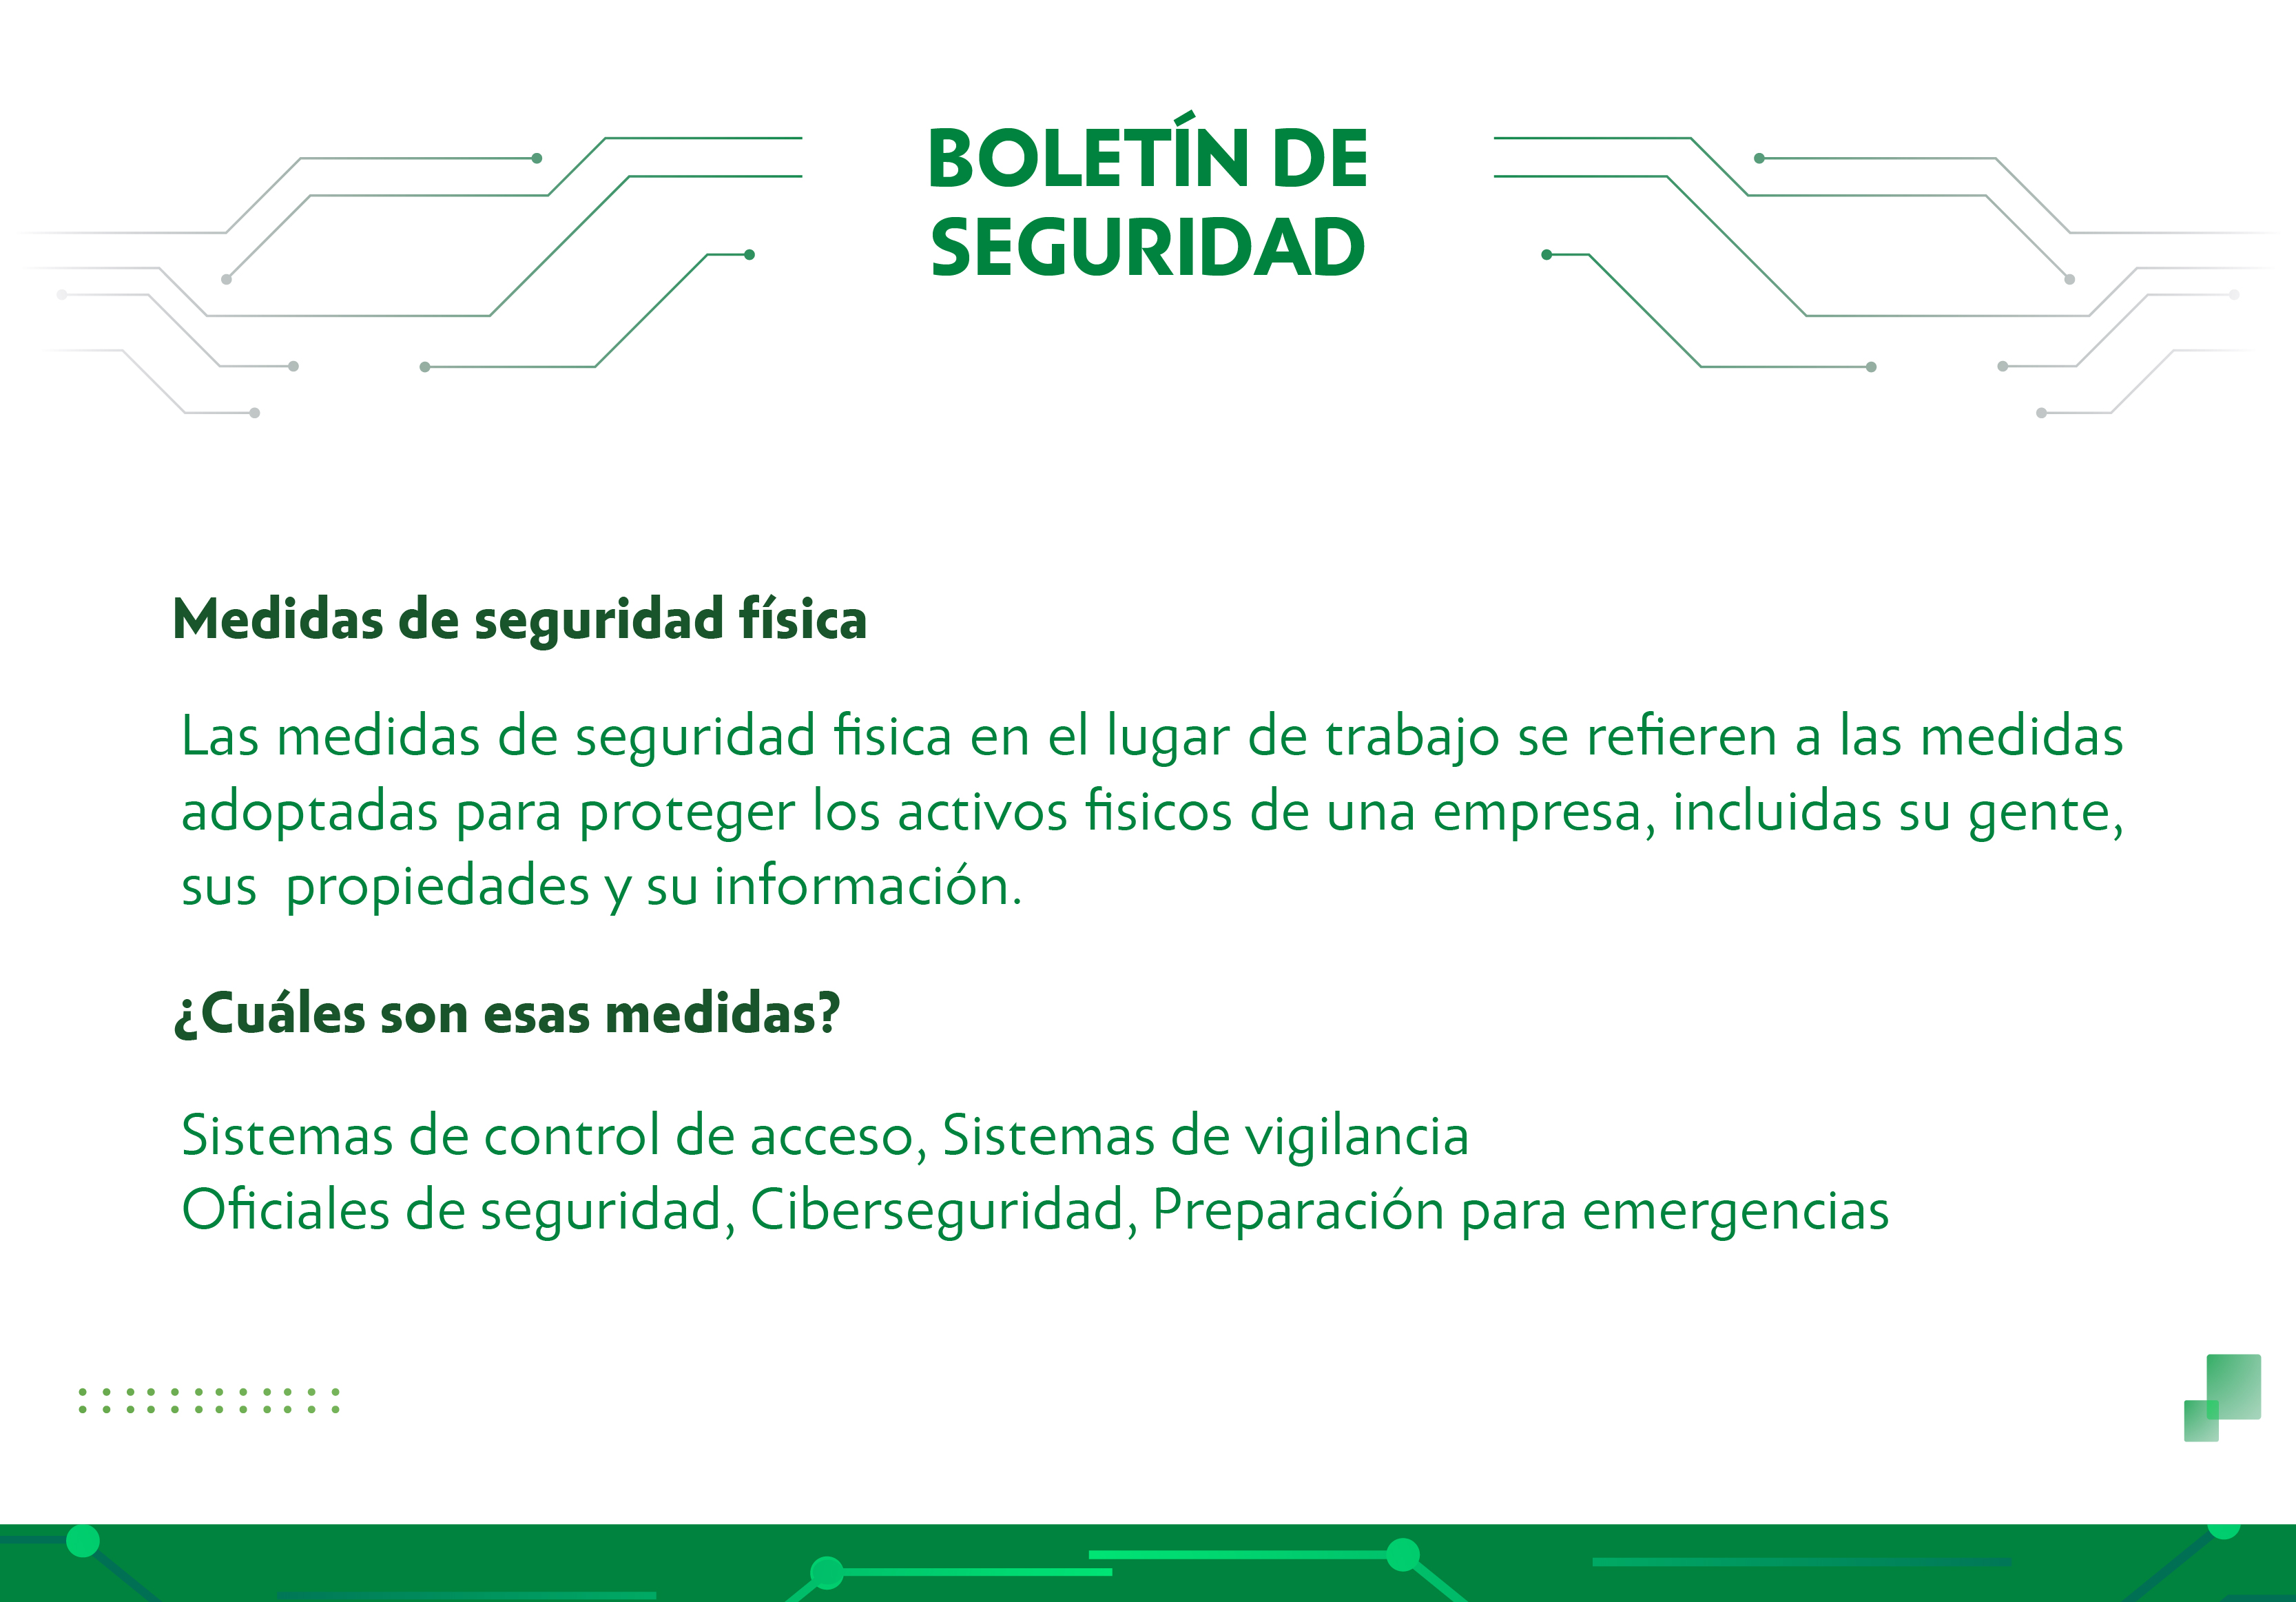 BOLETÍN DE
SEGURIDAD
Medidas de seguridad física
Las medidas de seguridad fisica en el lugar de trabajo se refieren a las medidas
adoptadas para proteger los activos fisicos de una empresa, incluidas su gente,
sus  propiedades y su información.
¿Cuáles son esas medidas?
Sistemas de control de acceso, Sistemas de vigilancia
Oficiales de seguridad, Ciberseguridad, Preparación para emergencias